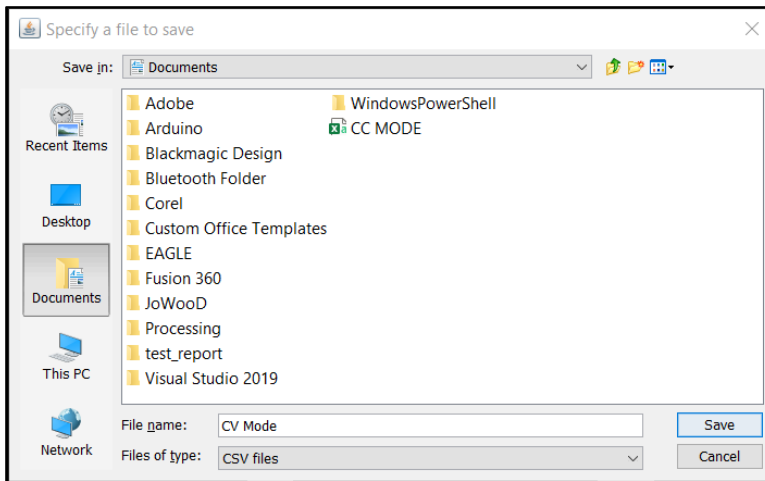 Specify a file to save
Save in: Documents
Recent Items
Desktop
Documents
This PC
Network
Adobe
Arduino
Blackmagic Design
Bluetooth Folder
Corel
Custom Office Templates
EAGLE
Fusion 360
JoWooD
Processing
test_report
Visual Studio 2019
WindowsPowerShell
CC MODE
File name: CV Mode
Save
Files of type: CSV files
Cancel